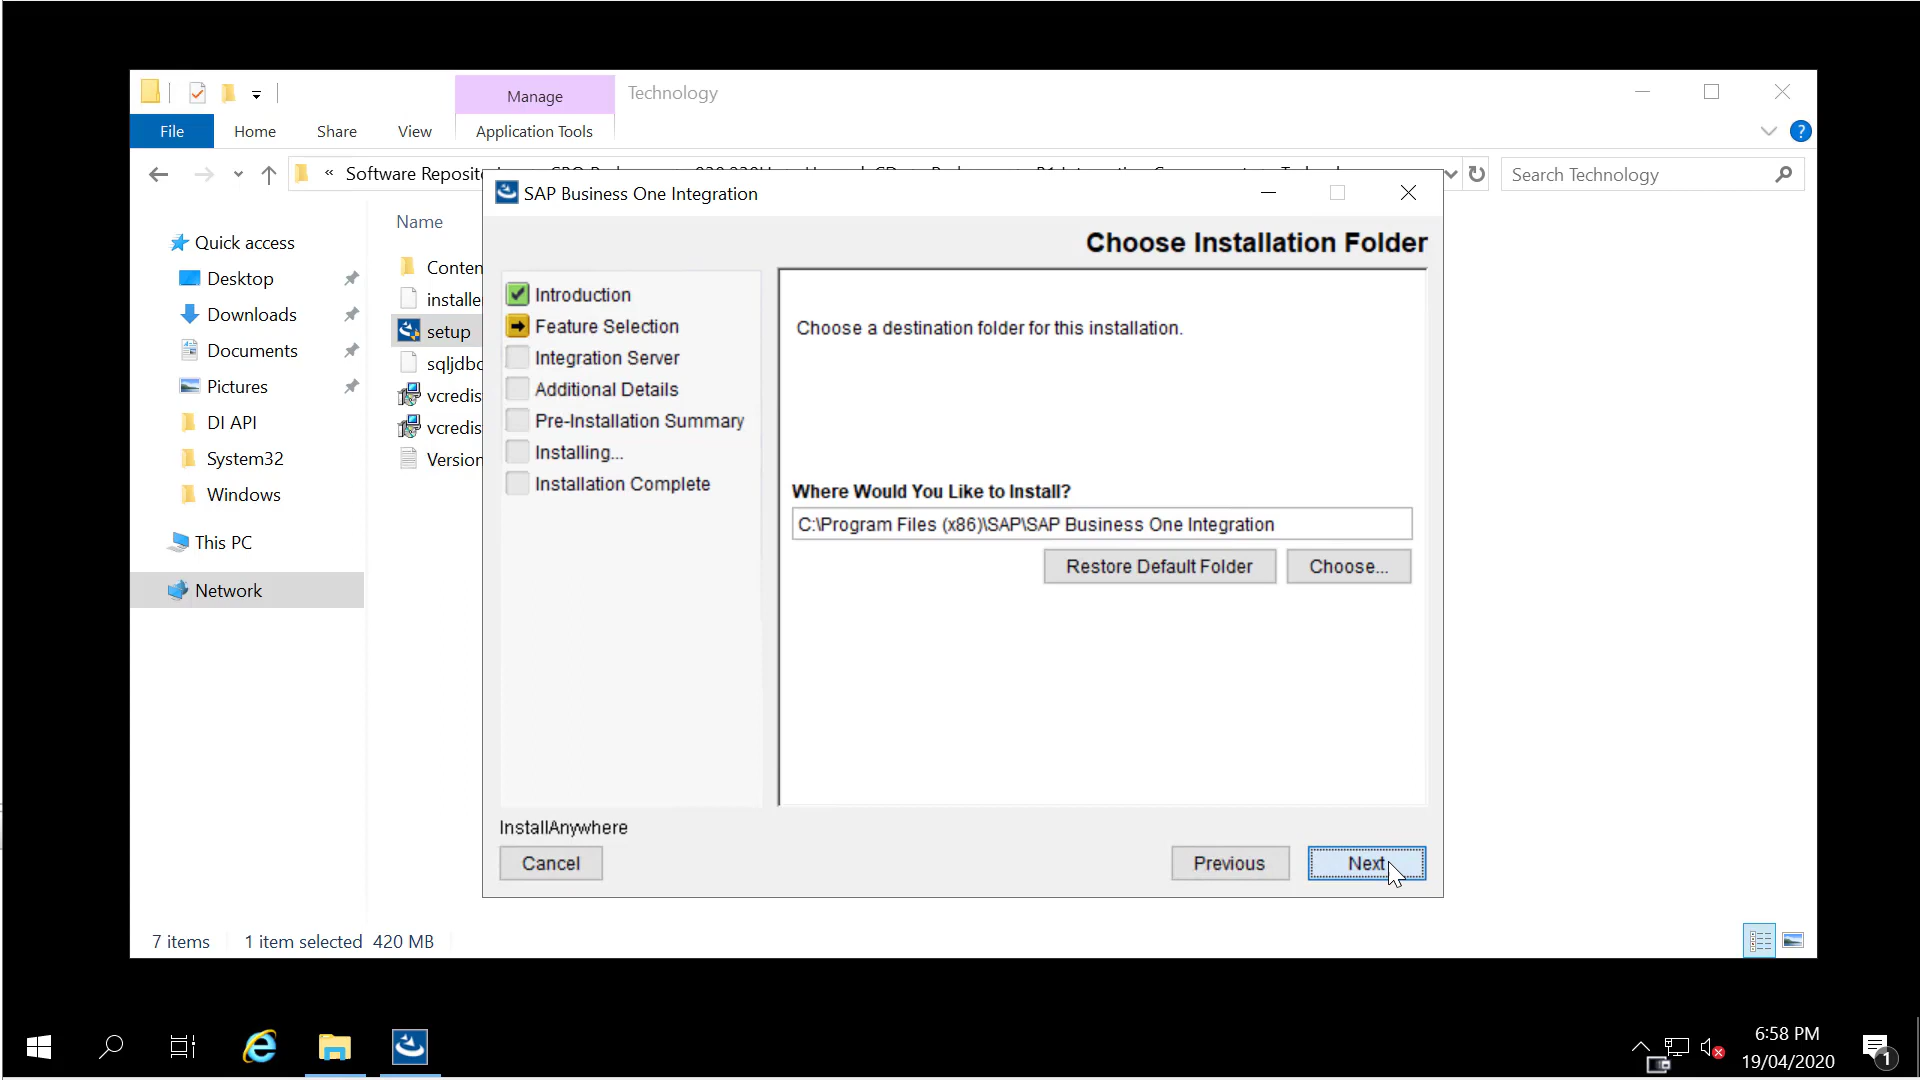 Manage
Technology
File
Home
Share
View
Application Tools
« Software Reposito
Search Technology
SAP Business One Integration
Name
Choose Installation Folder
Quick access
Desktop
Downloads
Documents
Pictures
DI API
System32
Windows
This PC
Network
Conten
installe
setup
sqljdbc
vcredis
vcredis
Version
Introduction
Feature Selection
Integration Server
Additional Details
Pre-Installation Summary
Installing...
Installation Complete
Choose a destination folder for this installation.
Where Would You Like to Install?
C:\Program Files (x86)\SAP\SAP Business One Integration
Restore Default Folder
Choose...
InstallAnywhere
Cancel
Previous
Next
7 items
1 item selected 420 MB
6:58 PM
19/04/2020
1